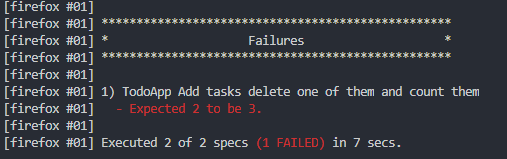 [firefox #01]
[firefox #01] **************************************************
[firefox #01] *                    Failures                    *
[firefox #01] **************************************************
[firefox #01]
[firefox #01] 1) TodoApp Add tasks delete one of them and count them
[firefox #01]   - Expected 2 to be 3.
[firefox #01]
[firefox #01] Executed 2 of 2 specs (1 FAILED) in 7 secs.